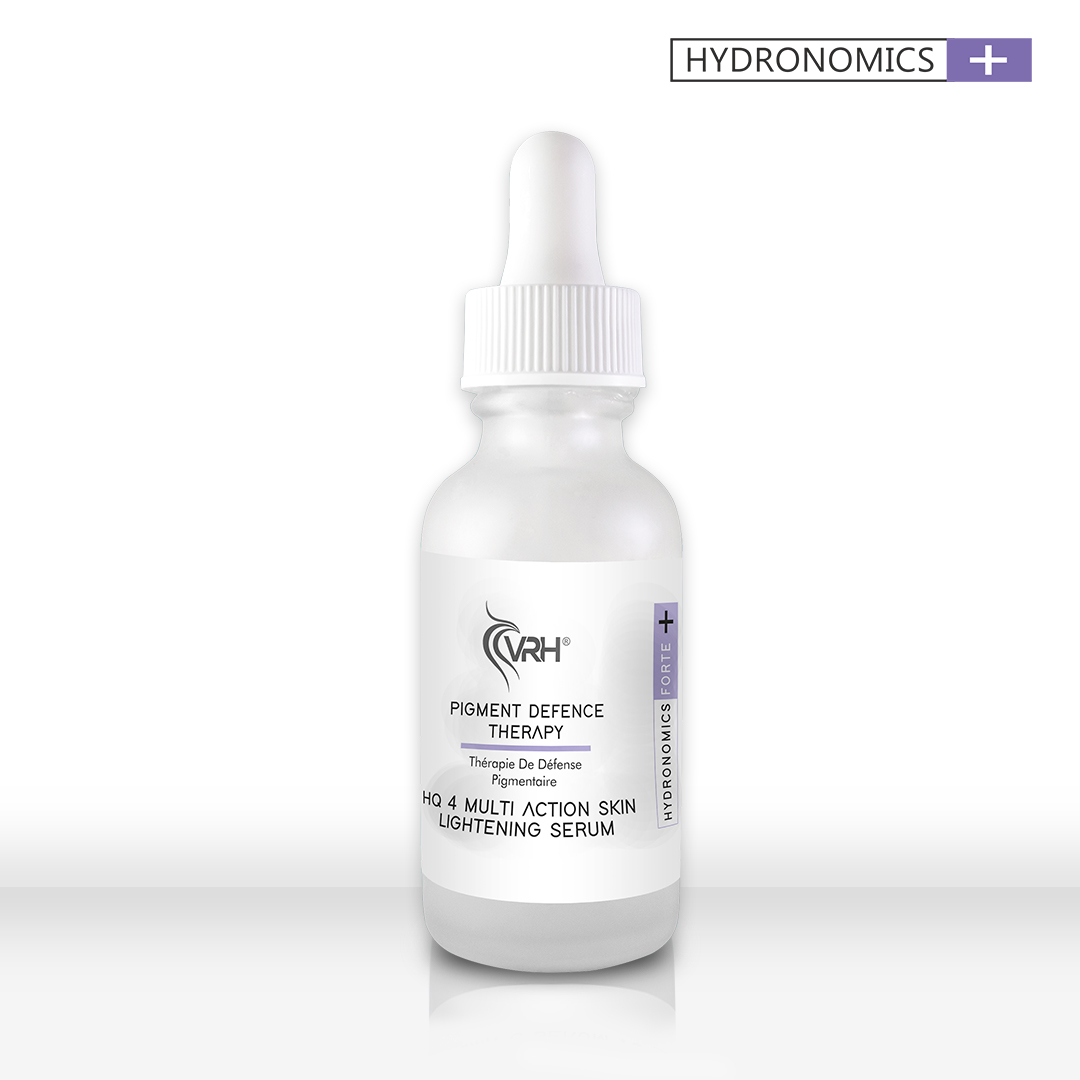 HYDRONOMICS +
VRH®
PIGMENT DEFENCE
THERAPY
Thérapie De Défense
Pigmentaire
HQ 4 MULTI ACTION SKIN
LIGHTENING SERUM
HYDRONOMICS FORTE +